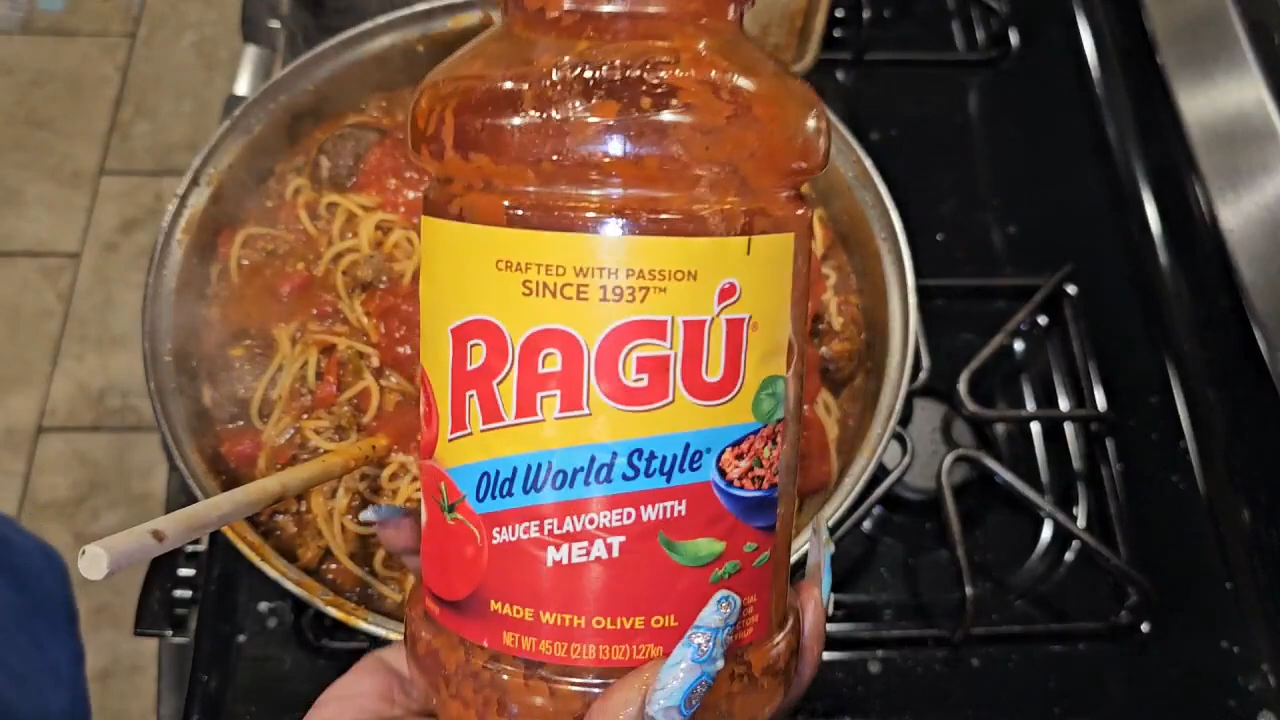 CRAFTED WITH PASSION
SINCE 1937™
RAGÚ®
Old World Style®
SAUCE FLAVORED WITH
MEAT
MADE WITH OLIVE OIL
NET WT 45 OZ (2 LB 13 OZ) 1.27kg